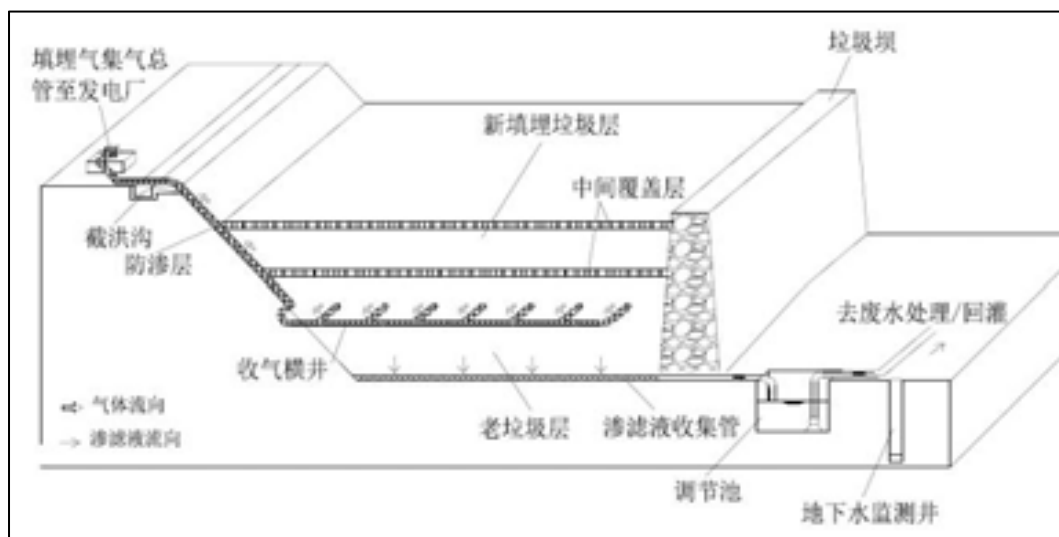 填埋气集气总
管至发电厂
垃圾坝
新填埋垃圾层
中间覆盖层
截洪沟
防渗层
去废水处理/回灌
收气横井
气体流向
渗滤液流向
老垃圾层
渗滤液收集管
调节池
地下水监测井